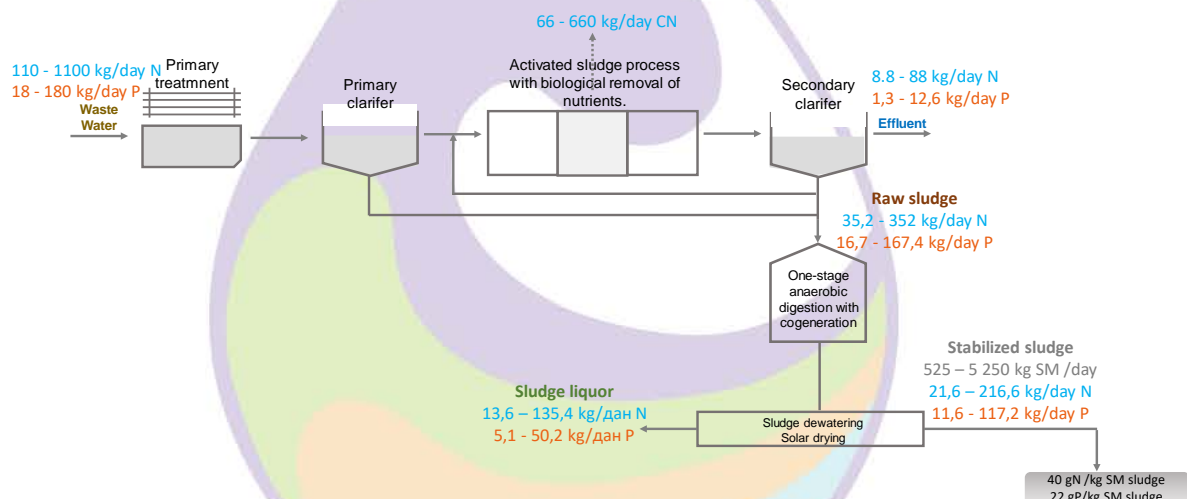 66 - 660 kg/day CN
110 - 1100 kg/day N
18 - 180 kg/day P
Waste
Water
Primary
treatmnent
Primary
clarifer
Activated sludge process
with biological removal of
nutrients.
Secondary
clarifer
8.8 - 88 kg/day N
1,3 - 12,6 kg/day P
Effluent
Raw sludge
35,2 - 352 kg/day N
16,7 - 167,4 kg/day P
One-stage
anaerobic
digestion with
cogeneration
Stabilized sludge
525 – 5 250 kg SM /day
21,6 – 216,6 kg/day N
11,6 - 117,2 kg/day P
Sludge liquor
13,6 – 135,4 kg/дан N
5,1 - 50,2 kg/дан P
Sludge dewatering
Solar drying
40 gN /kg SM sludge
22 gP/kg SM sludge